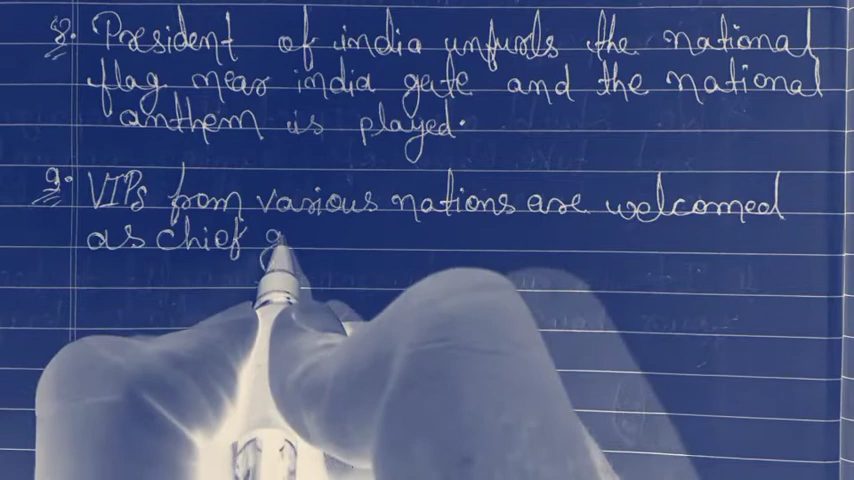 8. President of india unfurls the national
flag near india gate and the national
anthem is played.
9. VIPs from various nations are welcomed
as chief g